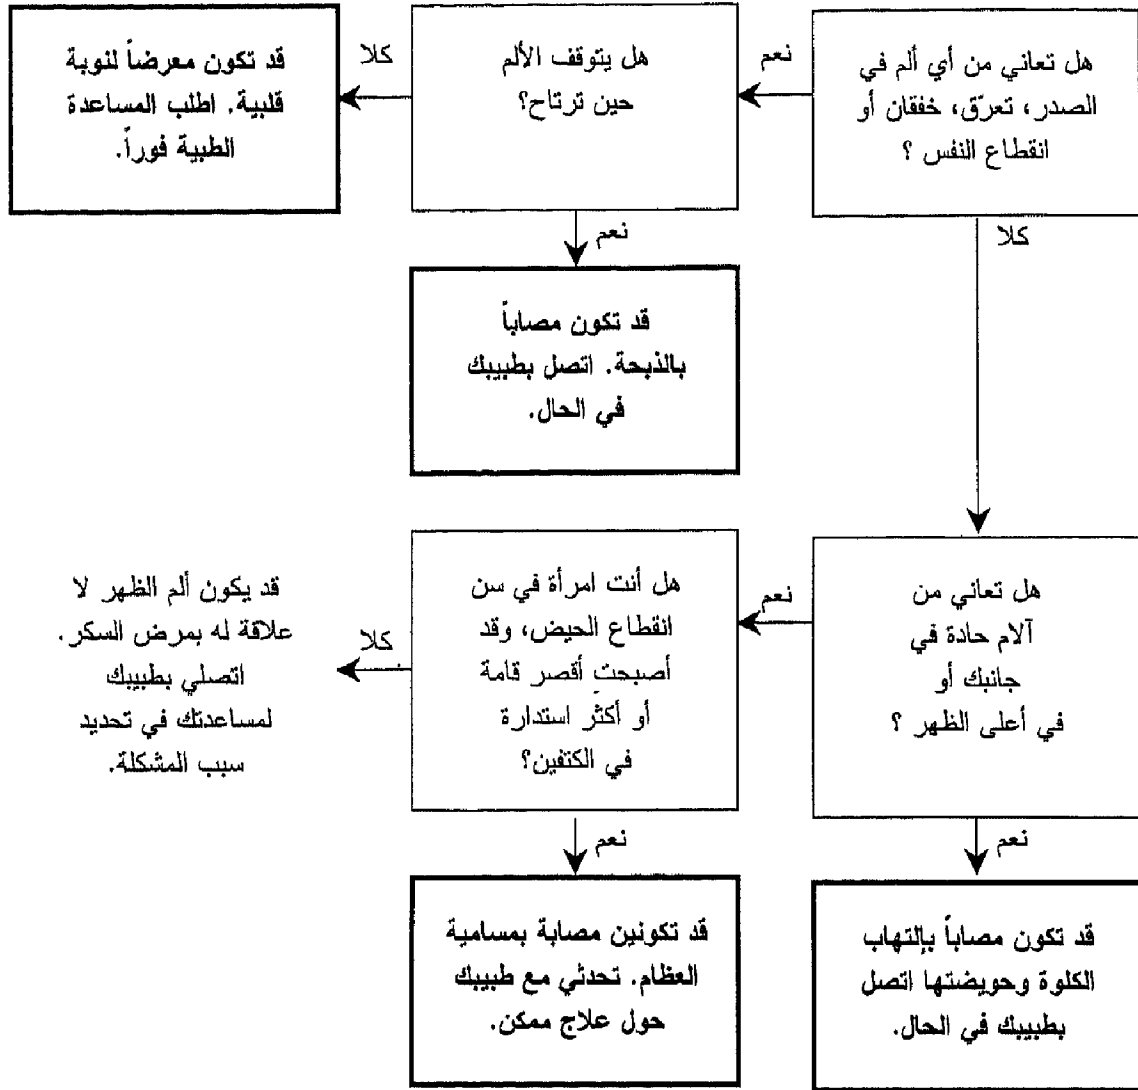 هل تعاني من أي ألم في
الصدر، تعرّق، خفقان أو
انقطاع النفس ؟
نعم
هل يتوقف الألم
حين ترتاح؟
كلا
قد تكون معرضاً لنوبة
قلبية. اطلب المساعدة
الطبية فوراً.
نعم
قد تكون مصاباً
بالذبحة. اتصل بطبيبك
في الحال.
كلا
هل تعاني من
آلام حادة في
جانبك أو
في أعلى الظهر ؟
نعم
هل أنت امرأة في سن
انقطاع الحيض، وقد
أصبحت أقصر قامة
أو أكثر استدارة
في الكتفين؟
كلا
قد يكون ألم الظهر لا
علاقة له بمرض السكر.
اتصلي بطبيبك
لمساعدتك في تحديد
سبب المشكلة.
نعم
قد تكونين مصابة بمسامية
العظام. تحدثي مع طبيبك
حول علاج ممكن.
نعم
قد تكون مصاباً بإلتهاب
الكلوة وحويضتها اتصل
بطبيبك في الحال.